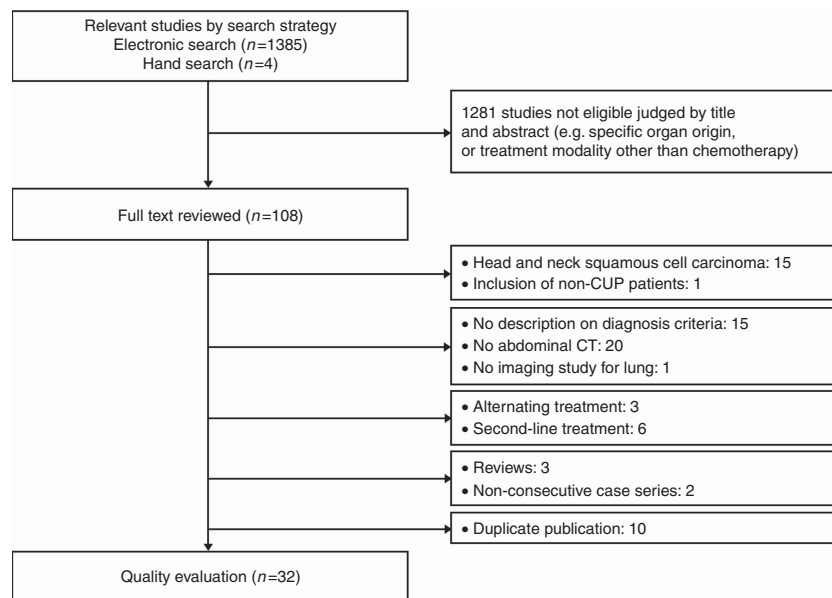 Relevant studies by search strategy
Electronic search (n=1385)
Hand search (n=4)
1281 studies not eligible judged by title
and abstract (e.g. specific organ origin,
or treatment modality other than chemotherapy)
Full text reviewed (n=108)
• Head and neck squamous cell carcinoma: 15
• Inclusion of non-CUP patients: 1
• No description on diagnosis criteria: 15
• No abdominal CT: 20
• No imaging study for lung: 1
• Alternating treatment: 3
• Second-line treatment: 6
• Reviews: 3
• Non-consecutive case series: 2
• Duplicate publication: 10
Quality evaluation (n=32)